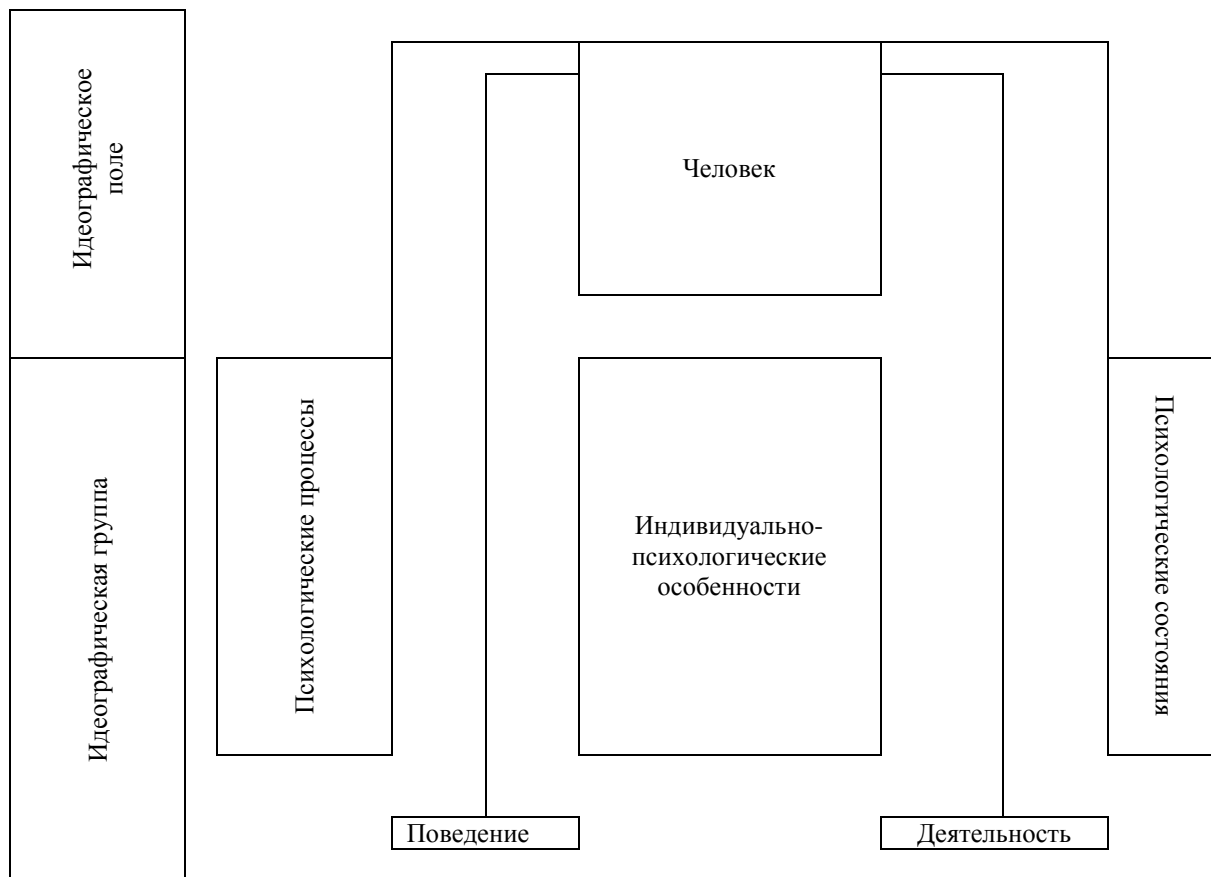 Идеографическое
поле
Человек
Идеографическая группа
Психологические процессы
Индивидуально-
психологические
особенности
Психологические состояния
Поведение
Деятельность